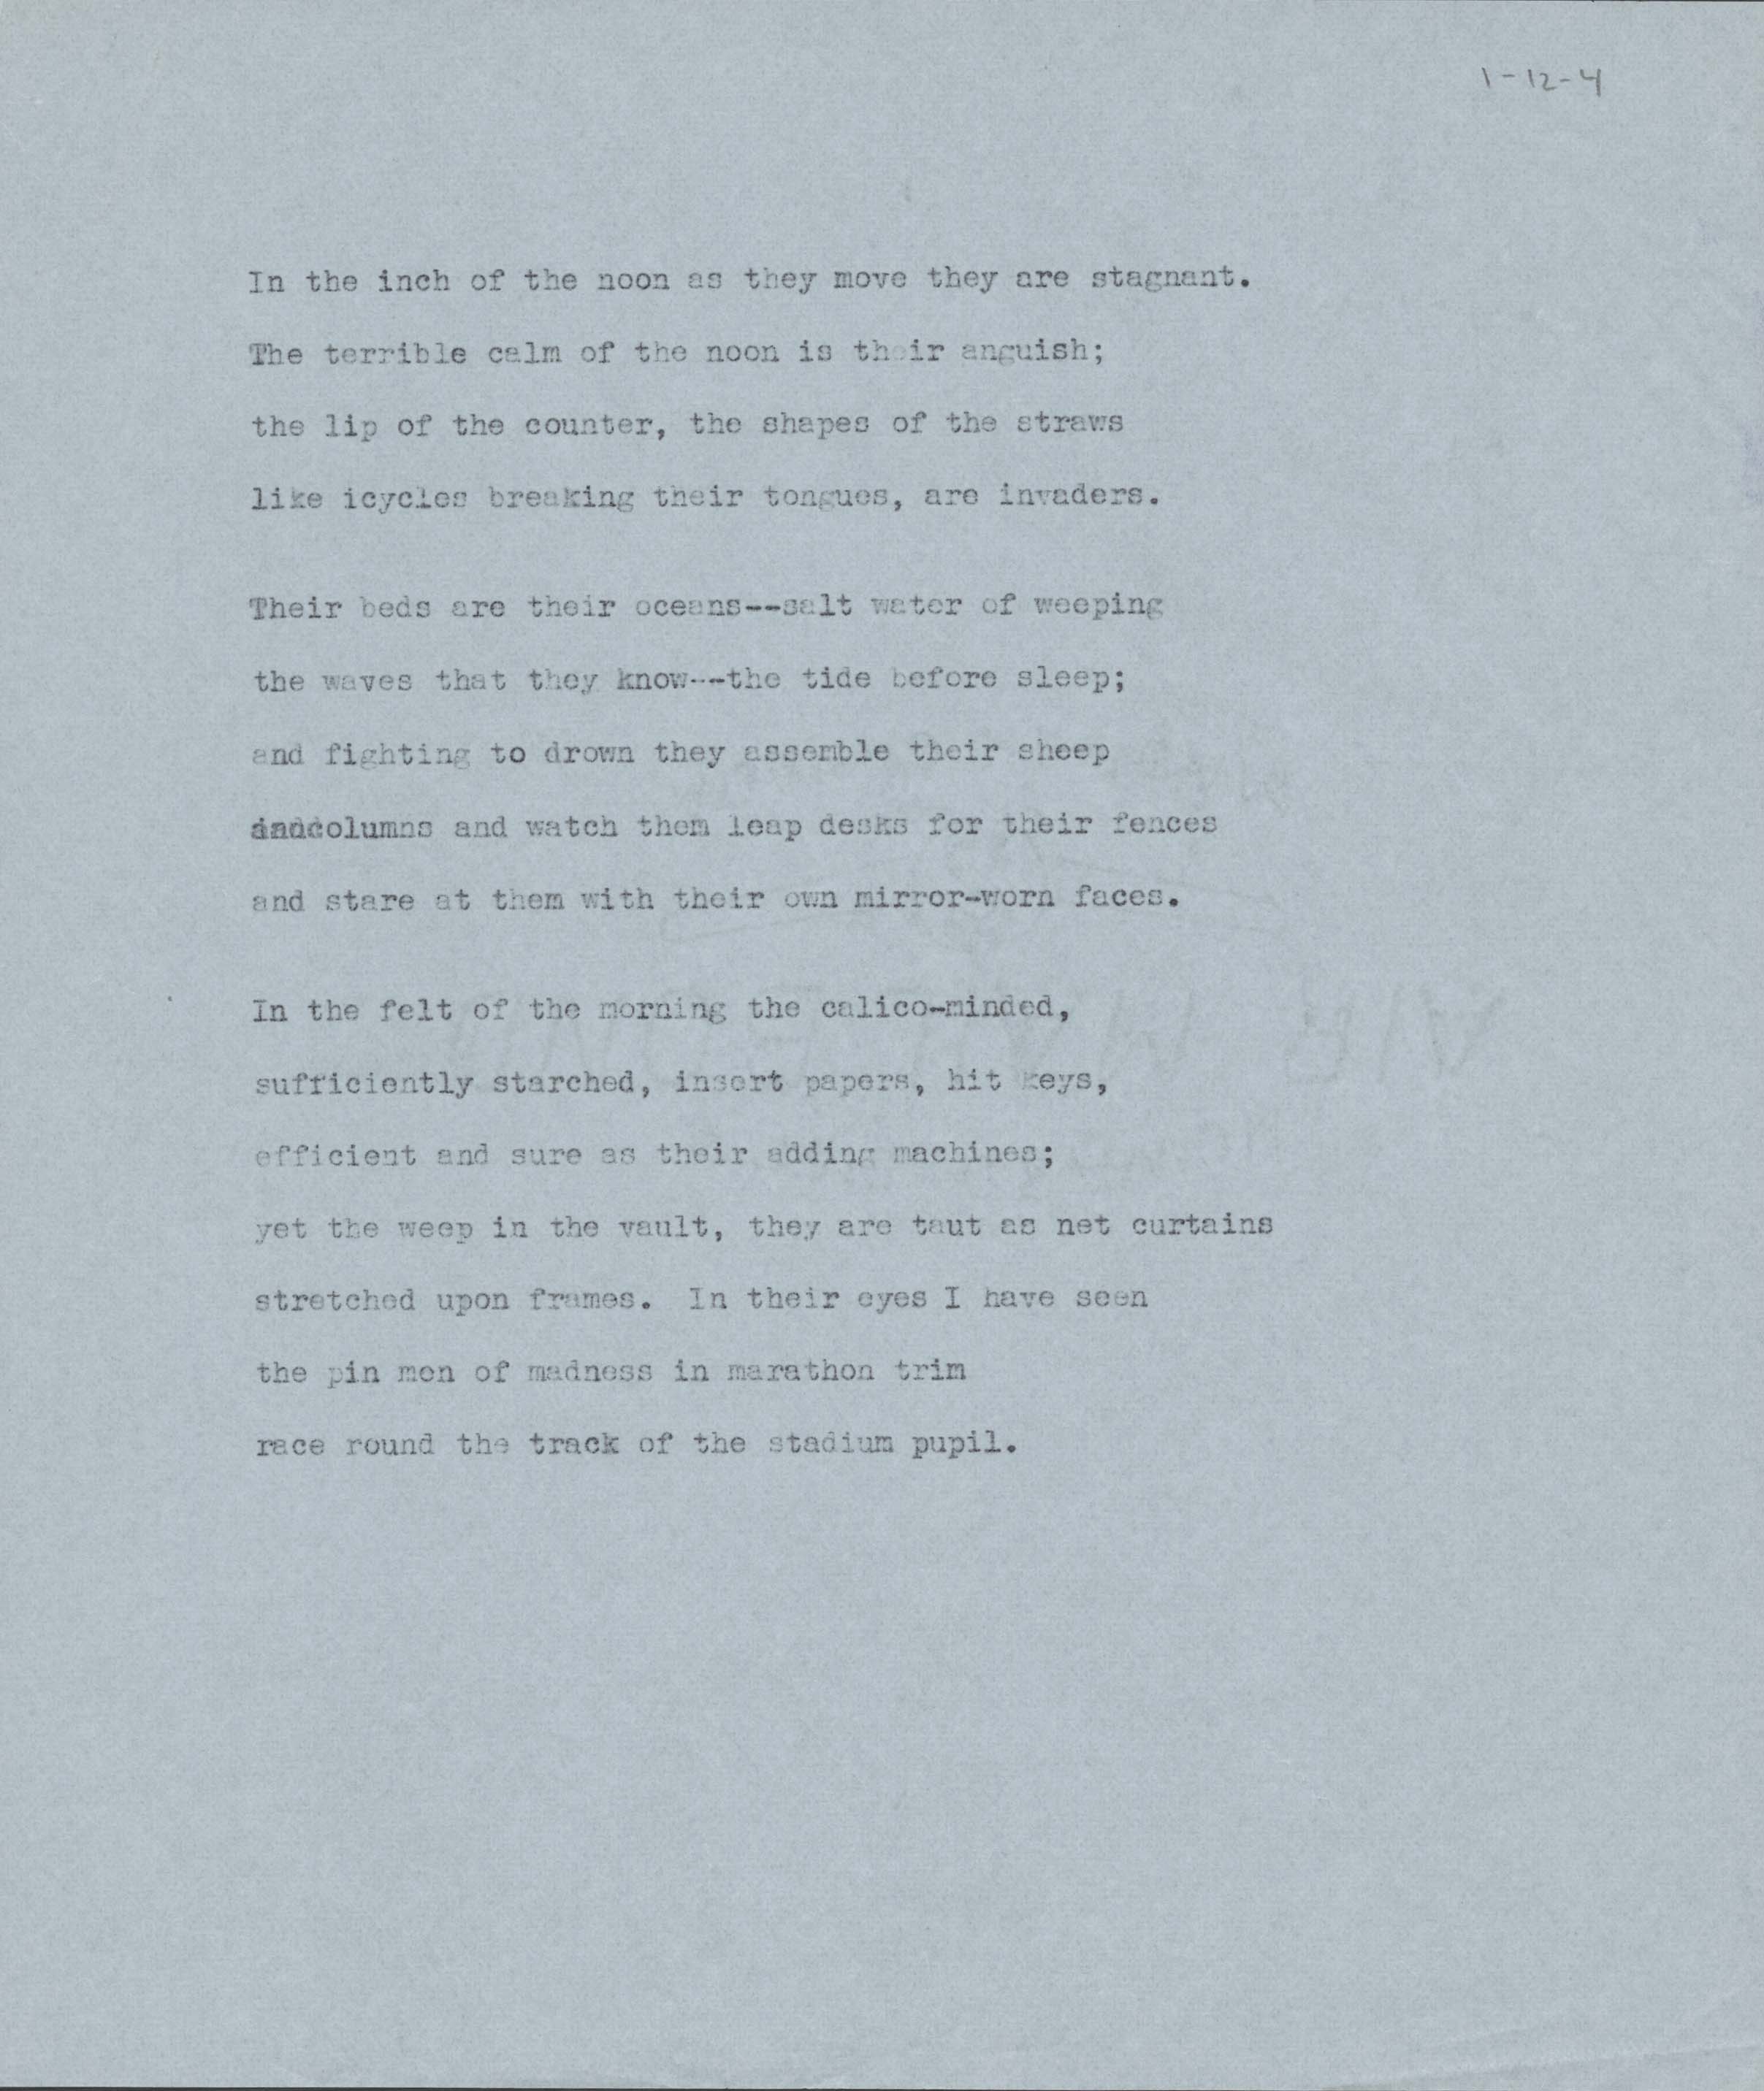 1-12-4
In the inch of the noon as they move they are stagnant.
The terrible calm of the noon is their anguish;
the lip of the counter, the shapes of the straws
like icycles breaking their tongues, are invaders.
Their beds are their oceans--salt water of weeping
the waves that they know--the tide before sleep;
and fighting to drown they assemble their sheep
columns and watch them leap desks for their fences
and stare at them with their own mirror-worn faces.
In the felt of the morning the calico-minded,
sufficiently starched, insert papers, hit keys,
efficient and sure as their adding machines;
yet the weep in the vault, they are taut as net curtains
stretched upon frames. In their eyes I have seen
the pin men of madness in marathon trim
race round the track of the stadium pupil.